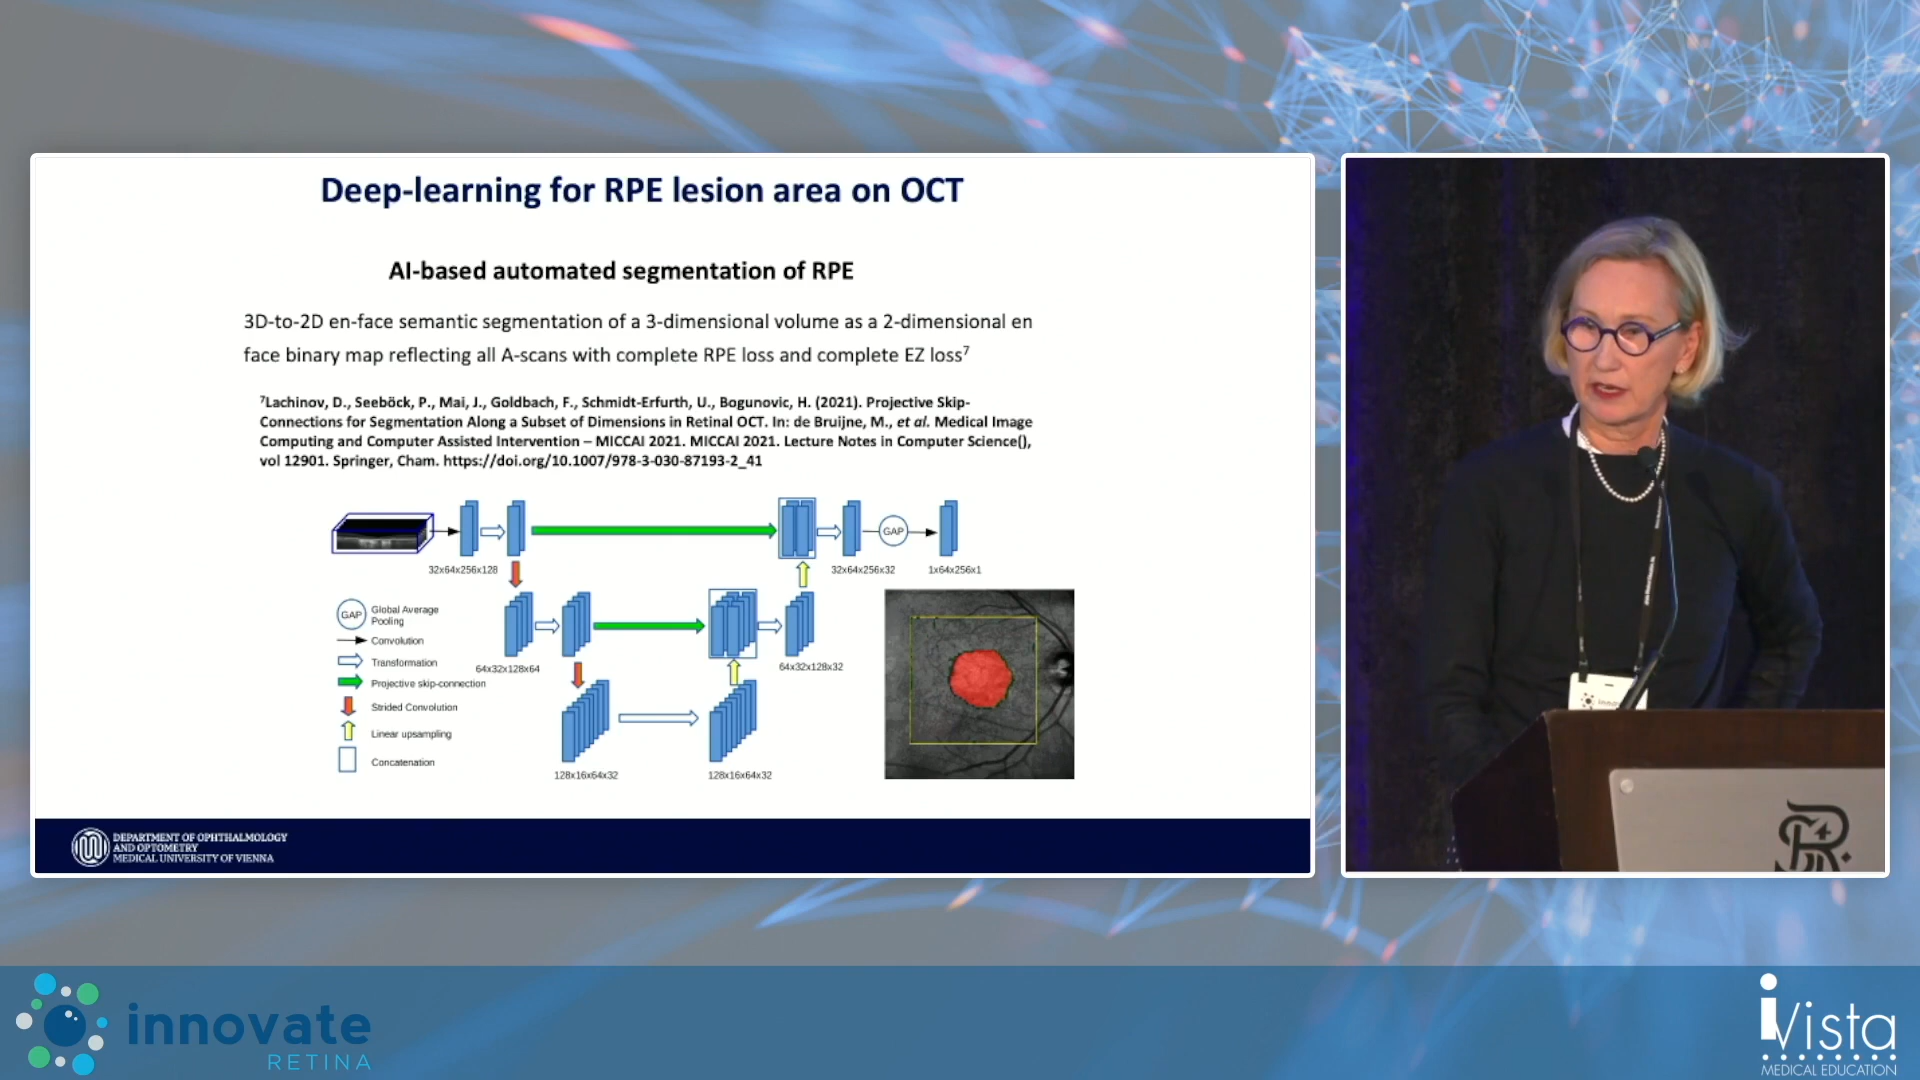 Deep-learning for RPE lesion area on OCT
AI-based automated segmentation of RPE
3D-to-2D en-face semantic segmentation of a 3-dimensional volume as a 2-dimensional en
face binary map reflecting all A-scans with complete RPE loss and complete EZ loss7
7Lachinov, D., Seeböck, P., Mai, J., Goldbach, F., Schmidt-Erfurth, U., Bogunovic, H. (2021). Projective Skip-
Connections for Segmentation Along a Subset of Dimensions in Retinal OCT. In: de Bruijne, M., et al. Medical Image
Computing and Computer Assisted Intervention – MICCAI 2021. MICCAI 2021. Lecture Notes in Computer Science(),
vol 12901. Springer, Cham. https://doi.org/10.1007/978-3-030-87193-2_41
GAP
32x64x256x128
32x64x256x32
1x64x256x1
GAP
Global Average
Pooling
Convolution
Transformation
Projective skip-connection
Strided Convolution
Linear upsampling
Concatenation
64x32x128x64
64x32x128x32
128x16x64x32
128x16x64x32
DEPARTMENT OF OPHTHALMOLOGY
AND OPTOMETRY
MEDICAL UNIVERSITY OF VIENNA
innovate
RETINA
iVista
MEDICAL EDUCATION